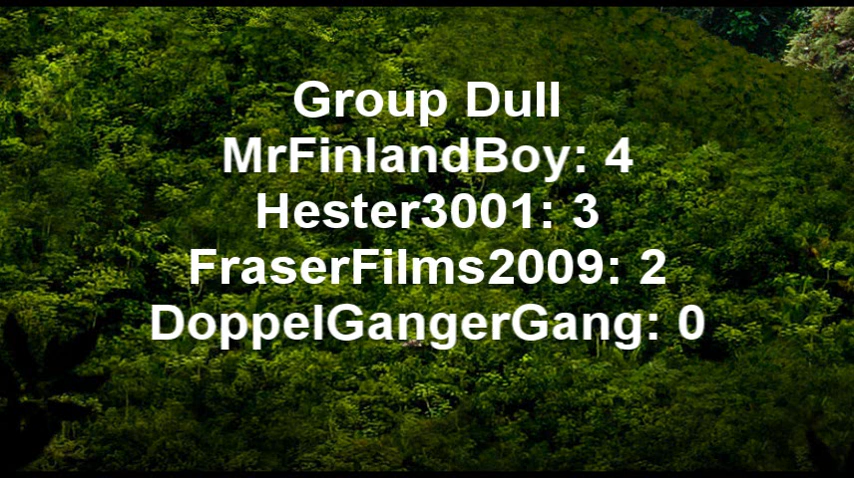 Group Dull
MrFinlandBoy: 4
Hester3001: 3
FraserFilms2009: 2
DoppelGangerGang: 0